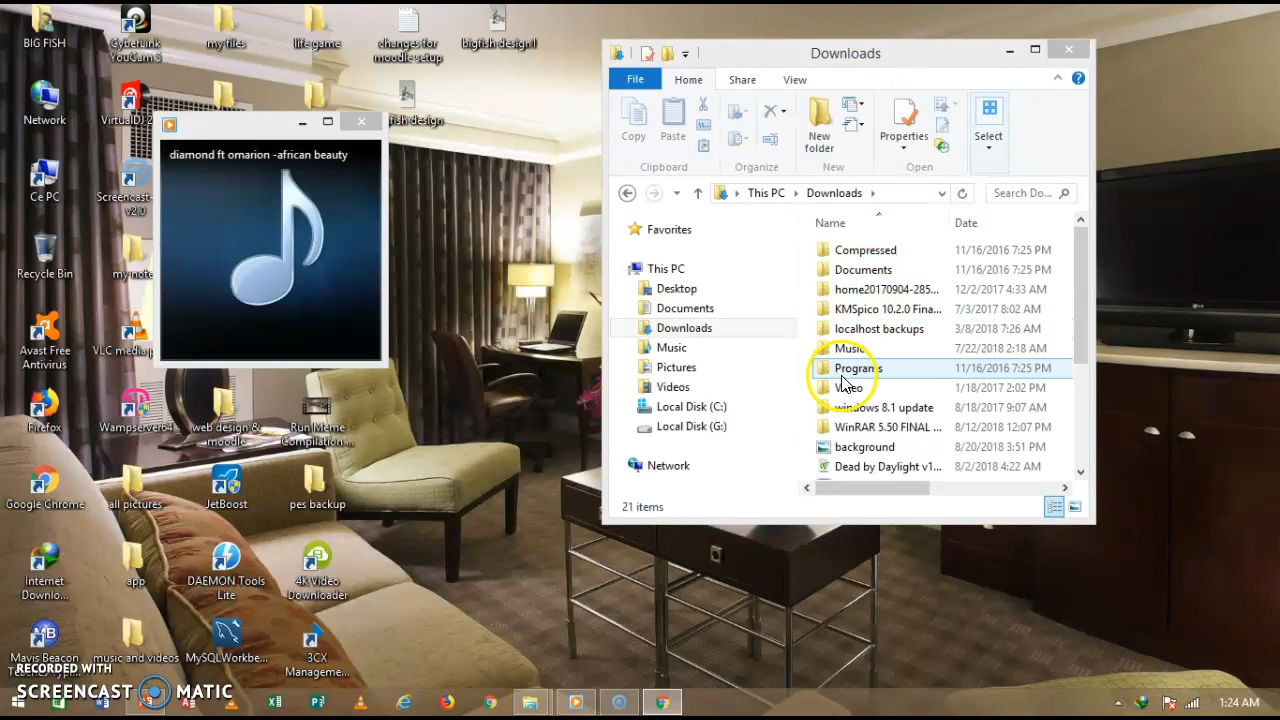 BIG FISH
CyberLink
YouCam 6
my files
life game
changes for
moodle setup
bigfish design1
Network
VirtualDJ
fish design
Ce PC
Screencast-
v2.0
Recycle Bin
my note
Avast Free
Antivirus
VLC media p
Firefox
Wampserver64
web design &
moodle
Run Meme
Compilation...
Google Chrome
all pictures
JetBoost
pes backup
Internet
Downlo...
app
DAEMON Tools
Lite
4K Video
Downloader
Mavis Beacon
music and videos
MySQLWorkbe...
3CX
Manageme...
diamond ft omarion -african beauty
Downloads
File
Home
Share
View
Copy
Paste
New
folder
Properties
Select
Clipboard
Organize
New
Open
This PC
Downloads
Search Do...
Favorites
This PC
Desktop
Documents
Downloads
Music
Pictures
Videos
Local Disk (C:)
Local Disk (G:)
Network
Name
Date
Compressed 11/16/2016 7:25 PM
Documents 11/16/2016 7:25 PM
home20170904-285... 12/2/2017 4:33 AM
KMSpico 10.2.0 Fina... 7/3/2017 8:02 AM
localhost backups 3/8/2018 7:26 AM
Music 7/22/2018 2:18 AM
Programs 11/16/2016 7:25 PM
Video 1/18/2017 2:02 PM
windows 8.1 update 8/18/2017 9:07 AM
WinRAR 5.50 FINAL ... 8/12/2018 12:07 PM
background 8/20/2018 3:51 PM
Dead by Daylight v1... 8/2/2018 4:22 AM
21 items
RECORDED WITH
SCREENCAST MATIC
1:24 AM